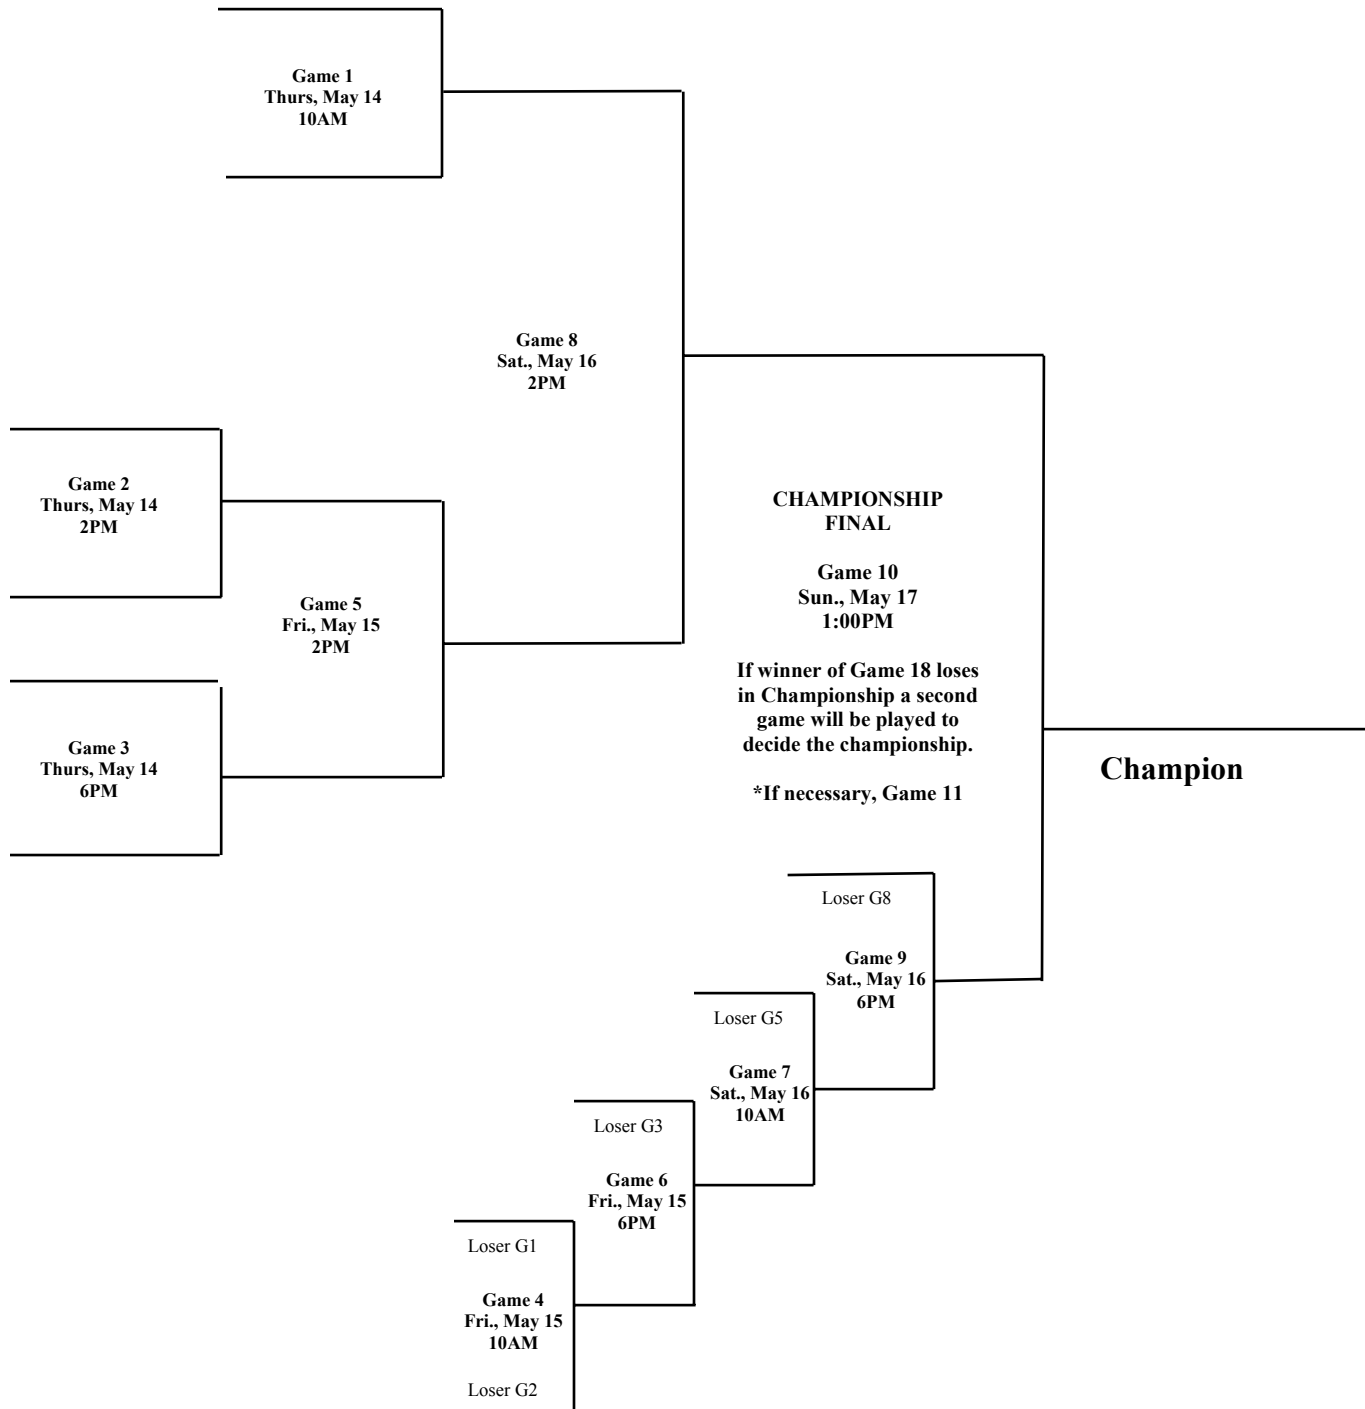 Game 1
Thurs, May 14
10AM
Game 8
Sat., May 16
2PM
Game 2
Thurs, May 14
2PM
Game 5
Fri., May 15
2PM
Game 3
Thurs, May 14
6PM
CHAMPIONSHIP
FINAL
Game 10
Sun., May 17
1:00PM
If winner of Game 18 loses
in Championship a second
game will be played to
decide the championship.
*If necessary, Game 11
Champion
Loser G8
Game 9
Sat., May 16
6PM
Loser G5
Game 7
Sat., May 16
10AM
Loser G3
Game 6
Fri., May 15
6PM
Loser G1
Game 4
Fri., May 15
10AM
Loser G2